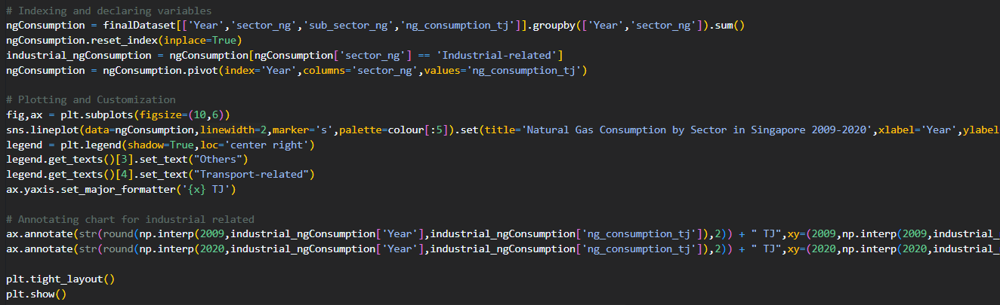 # Indexing and declaring variables
ngConsumption = finalDataset[['Year','sector_ng','sub_sector_ng','ng_consumption_tj']].groupby(['Year','sector_ng']).sum()
ngConsumption.reset_index(inplace=True)
industrial_ngConsumption = ngConsumption[ngConsumption['sector_ng'] == 'Industrial-related']
ngConsumption = ngConsumption.pivot(index='Year',columns='sector_ng',values='ng_consumption_tj')
# Plotting and Customization
fig,ax = plt.subplots(figsize=(10,6))
sns.lineplot(data=ngConsumption,linewidth=2,marker='s',palette=colour[:5]).set(title='Natural Gas Consumption by Sector in Singapore 2009-2020',xlabel='Year',ylabel
legend = plt.legend(shadow=True,loc='center right')
legend.get_texts()[3].set_text("Others")
legend.get_texts()[4].set_text("Transport-related")
ax.yaxis.set_major_formatter('{x} TJ')
# Annotating chart for industrial related
ax.annotate(str(round(np.interp(2009,industrial_ngConsumption['Year'],industrial_ngConsumption['ng_consumption_tj']),2)) + " TJ",xy=(2009,np.interp(2009,industrial_
ax.annotate(str(round(np.interp(2020,industrial_ngConsumption['Year'],industrial_ngConsumption['ng_consumption_tj']),2)) + " TJ",xy=(2020,np.interp(2020,industrial_
plt.tight_layout()
plt.show()